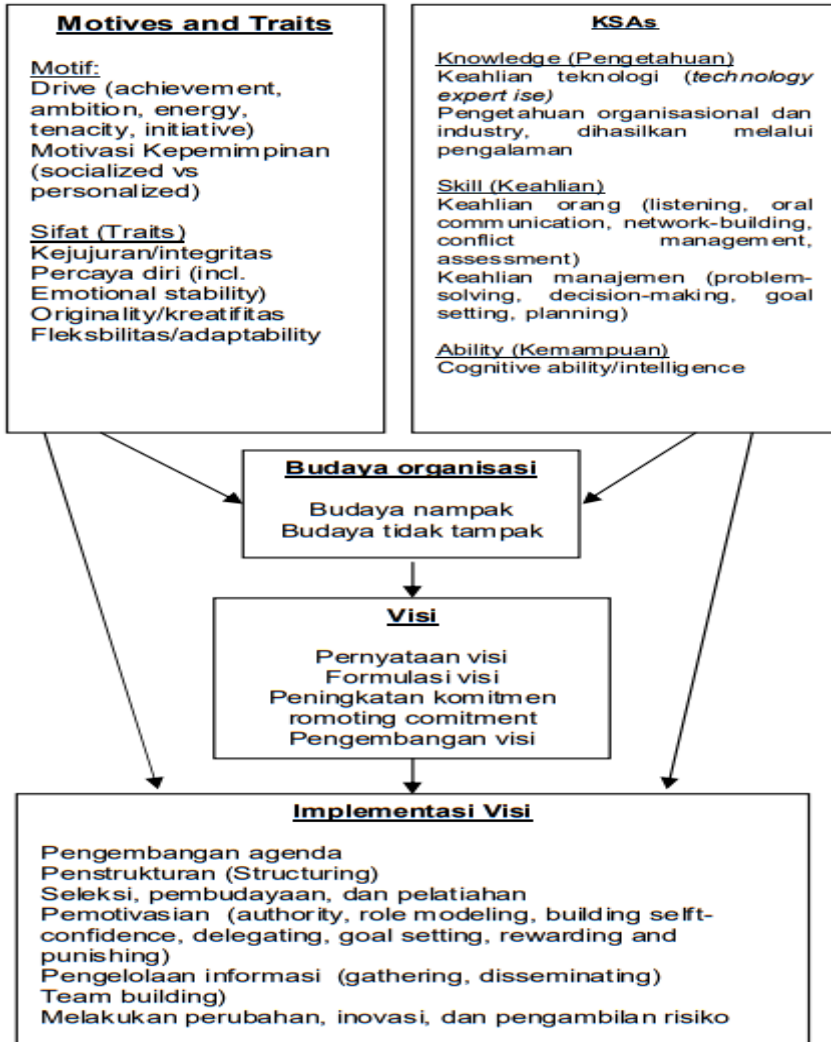 Motives and Traits
Motif:
Drive (achievement,
ambition, energy,
tenacity, initiative)
Motivasi Kepemimpinan
(socialized vs
personalized)
Sifat (Traits)
Kejujuran/integritas
Percaya diri (incl.
Emotional stability)
Originality/kreatifitas
Fleksbilitas/adaptability
KSAs
Knowledge (Pengetahuan)
Keahlian teknologi (technology
expert ise)
Pengetahuan organisasional dan
industry, dihasilkan melalui
pengalaman
Skill (Keahlian)
Keahlian orang (listening, oral
communication, network-building,
conflict management,
assessment)
Keahlian manajemen (problem-
solving, decision-making, goal
setting, planning)
Ability (Kemampuan)
Cognitive ability/intelligence
Budaya organisasi
Budaya nampak
Budaya tidak tampak
Visi
Pernyataan visi
Formulasi visi
Peningkatan komitmen
romoting comitment
Pengembangan visi
Implementasi Visi
Pengembangan agenda
Penstrukturan (Structuring)
Seleksi, pembudayaan, dan pelatiahan
Pemotivasian (authority, role modeling, building selft-
confidence, delegating, goal setting, rewarding and
punishing)
Pengelolaan informasi (gathering, disseminating)
Team building)
Melakukan perubahan, inovasi, dan pengambilan risiko